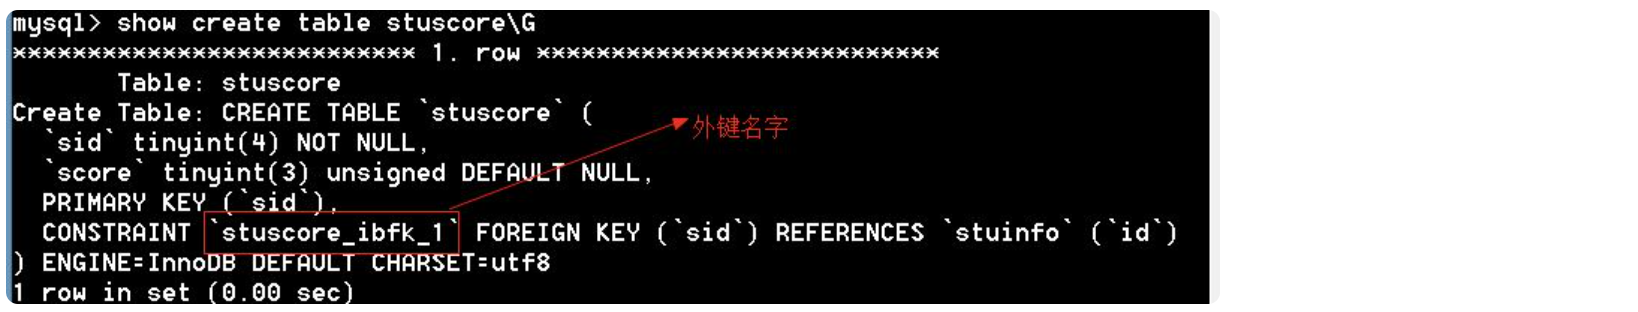 mysql> show create table stuscore\G
*************************** 1. row ***************************
Table: stuscore
Create Table: CREATE TABLE `stuscore` (
`sid` tinyint(4) NOT NULL,
外键名字
`score` tinyint(3) unsigned DEFAULT NULL,
PRIMARY KEY (`sid`),
CONSTRAINT `stuscore_ibfk_1` FOREIGN KEY (`sid`) REFERENCES `stuinfo` (`id`)
) ENGINE=InnoDB DEFAULT CHARSET=utf8
1 row in set (0.00 sec)